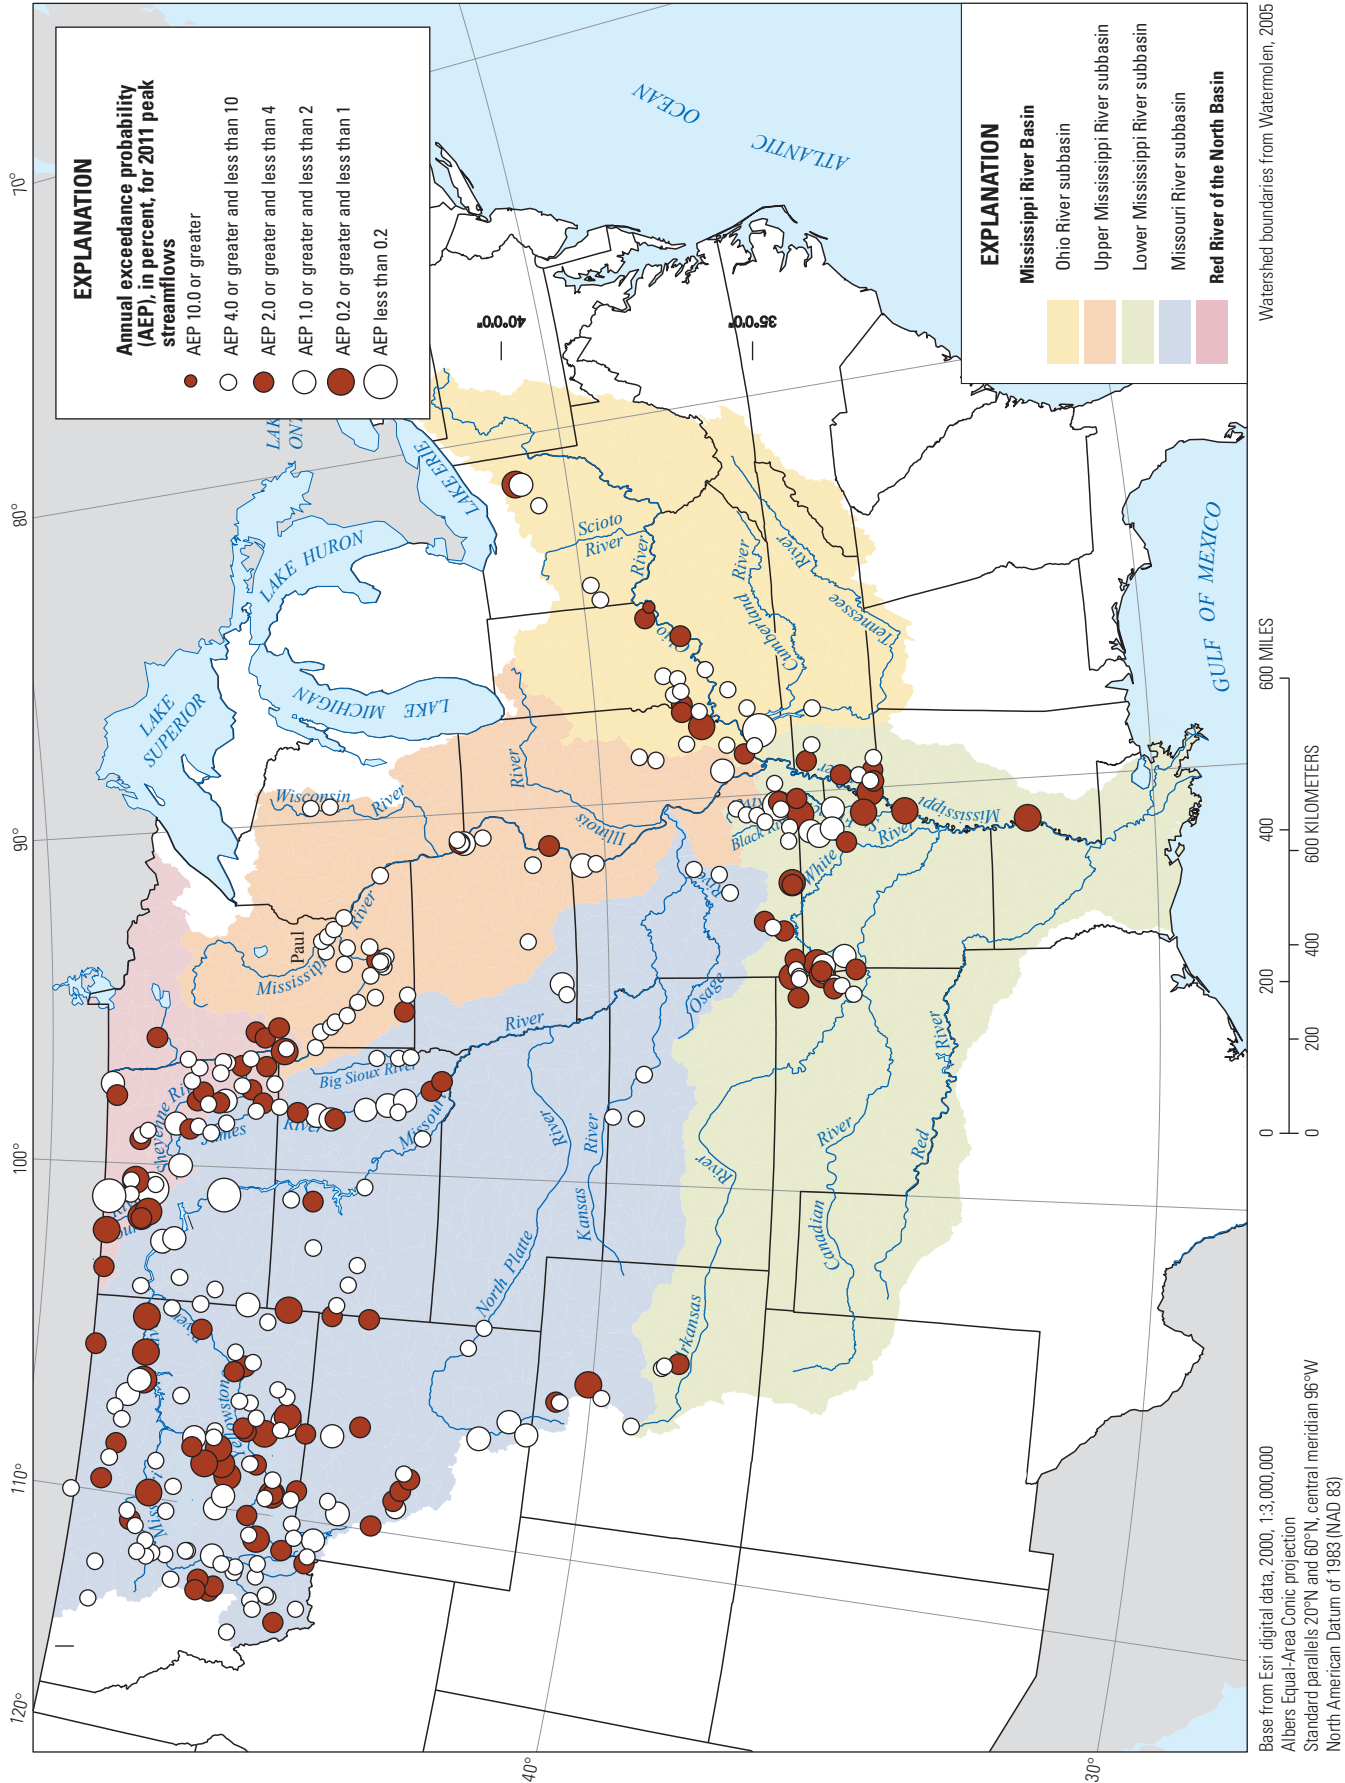 EXPLANATION
Annual exceedance probability
(AEP), in percent, for 2011 peak
streamflows
AEP 10.0 or greater
AEP 4.0 or greater and less than 10
AEP 2.0 or greater and less than 4
AEP 1.0 or greater and less than 2
AEP 0.2 or greater and less than 1
AEP less than 0.2
EXPLANATION
Mississippi River Basin
Ohio River subbasin
Upper Mississippi River subbasin
Lower Mississippi River subbasin
Missouri River subbasin
Red River of the North Basin
120°
110°
100°
90°
80°
70°
40°
30°
40°0'0"
35°0'0"
LAKE
SUPERIOR
LAKE MICHIGAN
LAKE HURON
LAKE ERIE
ATLANTIC
OCEAN
GULF OF MEXICO
Wisconsin
River
Paul
River
River
Illinois
Scioto
River
River
River
Cumberland
River
Tennessee
Big Sioux River
James
River
Missouri
River
Yellowstone
River
North Platte
River
Kansas
River
Osage
Arkansas
River
Canadian
River
Red
River
White
River
Mississippi
0 200 400 600 MILES
0 200 400 600 KILOMETERS
Base from Esri digital data, 2000, 1:3,000,000
Albers Equal-Area Conic projection
Standard parallels 20°N and 60°N, central meridian 96°W
North American Datum of 1983 (NAD 83)
Watershed boundaries from Watermolen, 2005